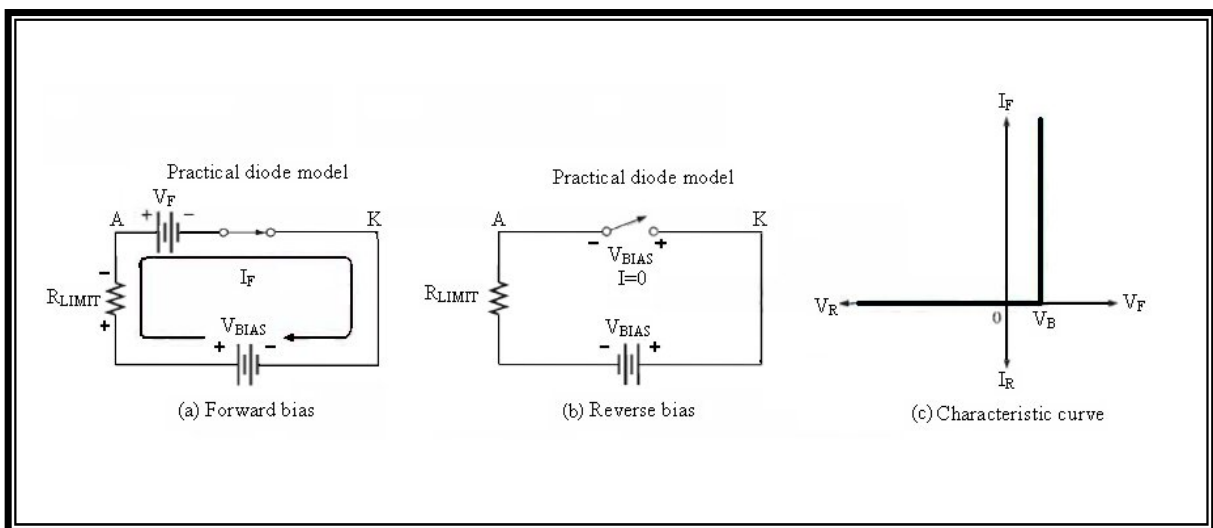 Practical diode model
V_F
A + − K
−
I_F
R_LIMIT
+
V_BIAS
+ −
(a) Forward bias
Practical diode model
A K
− +
V_BIAS
I=0
R_LIMIT
V_BIAS
− +
(b) Reverse bias
I_F
V_R V_F
0 V_B
I_R
(c) Characteristic curve